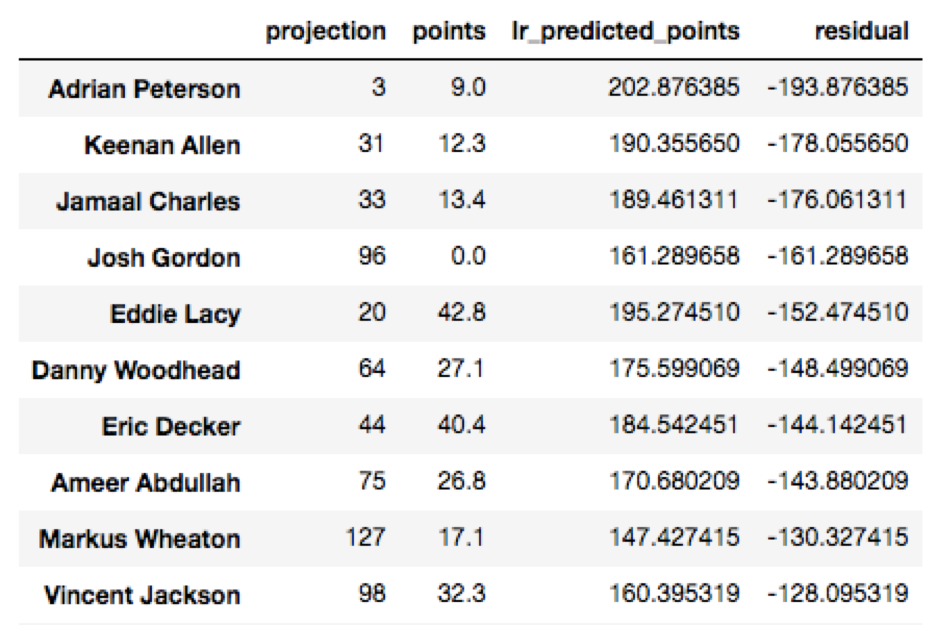 projection points lr_predicted_points residual
Adrian Peterson 3 9.0 202.876385 -193.876385
Keenan Allen 31 12.3 190.355650 -178.055650
Jamaal Charles 33 13.4 189.461311 -176.061311
Josh Gordon 96 0.0 161.289658 -161.289658
Eddie Lacy 20 42.8 195.274510 -152.474510
Danny Woodhead 64 27.1 175.599069 -148.499069
Eric Decker 44 40.4 184.542451 -144.142451
Ameer Abdullah 75 26.8 170.680209 -143.880209
Markus Wheaton 127 17.1 147.427415 -130.327415
Vincent Jackson 98 32.3 160.395319 -128.095319